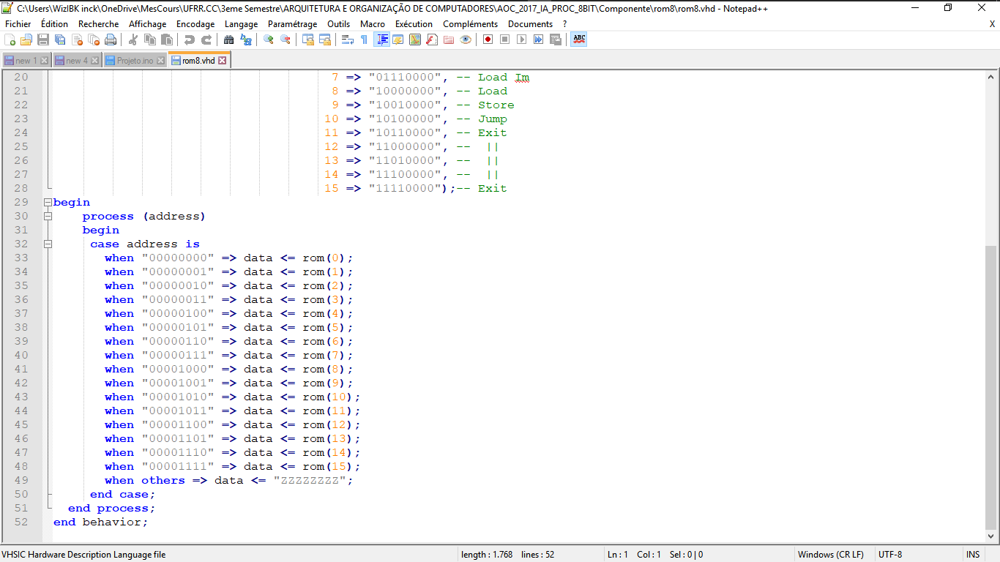 C:\Users\WizIBK inck\OneDrive\MesCours\UFRR.CC\3eme Semestre\ARQUITETURA E ORGANIZAÇÃO DE COMPUTADORES\AOC_2017_IA_PROC_8BIT\Componente\rom8\rom8.vhd - Notepad++
Fichier Édition Recherche Affichage Encodage Langage Paramétrage Outils Macro Exécution Compléments Documents ? X
ABC
new 1 new 4 Projeto.ino rom8.vhd
20 7 => "01110000", -- Load Im
21 8 => "10000000", -- Load
22 9 => "10010000", -- Store
23 10 => "10100000", -- Jump
24 11 => "10110000", -- Exit
25 12 => "11000000", -- ||
26 13 => "11010000", -- ||
27 14 => "11100000", -- ||
28 15 => "11110000");-- Exit
29 begin
30 process (address)
31 begin
32 case address is
33 when "00000000" => data <= rom(0);
34 when "00000001" => data <= rom(1);
35 when "00000010" => data <= rom(2);
36 when "00000011" => data <= rom(3);
37 when "00000100" => data <= rom(4);
38 when "00000101" => data <= rom(5);
39 when "00000110" => data <= rom(6);
40 when "00000111" => data <= rom(7);
41 when "00001000" => data <= rom(8);
42 when "00001001" => data <= rom(9);
43 when "00001010" => data <= rom(10);
44 when "00001011" => data <= rom(11);
45 when "00001100" => data <= rom(12);
46 when "00001101" => data <= rom(13);
47 when "00001110" => data <= rom(14);
48 when "00001111" => data <= rom(15);
49 when others => data <= "ZZZZZZZZ";
50 end case;
51 end process;
52 end behavior;
VHSIC Hardware Description Language file length : 1.768 lines : 52 Ln : 1 Col : 1 Sel : 0 | 0 Windows (CR LF) UTF-8 INS